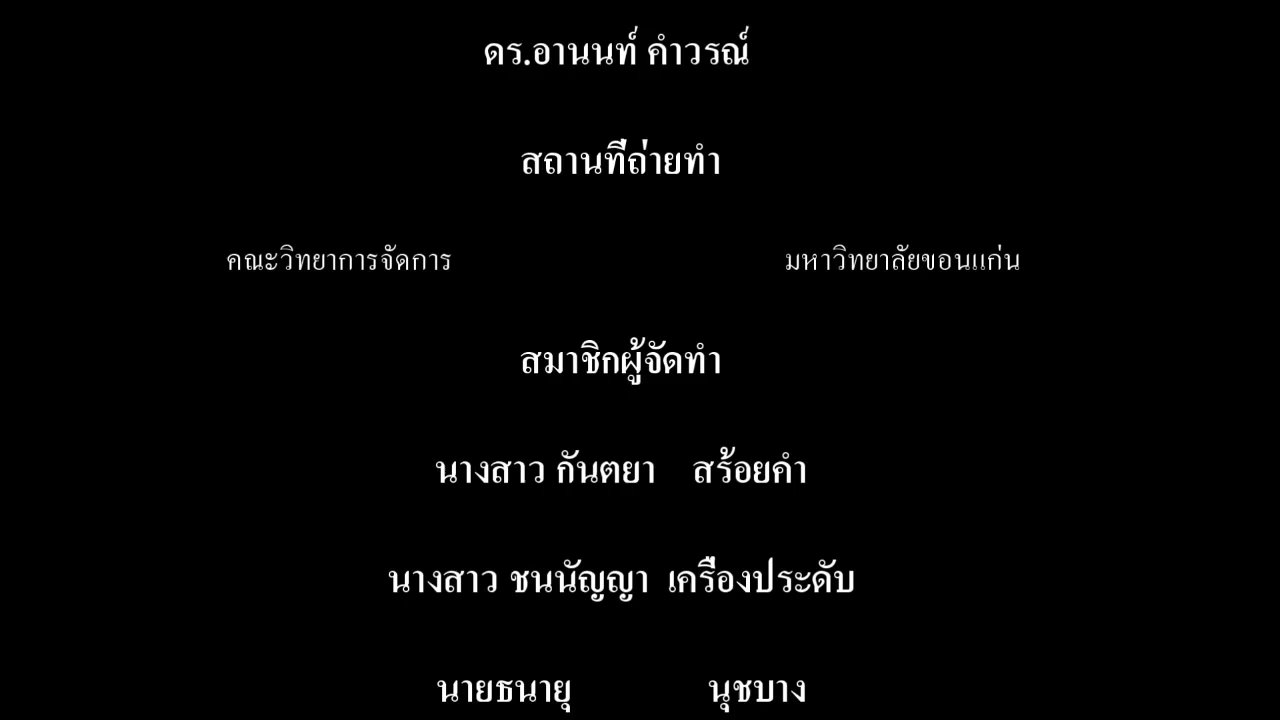 ดร.อานนท์ คำวรณ์
สถานที่ถ่ายทำ
คณะวิทยาการจัดการ มหาวิทยาลัยขอนแก่น
สมาชิกผู้จัดทำ
นางสาว กันตยา สร้อยคำ
นางสาว ชนนัญญา เครื่องประดับ
นายธนายุ นุชบาง